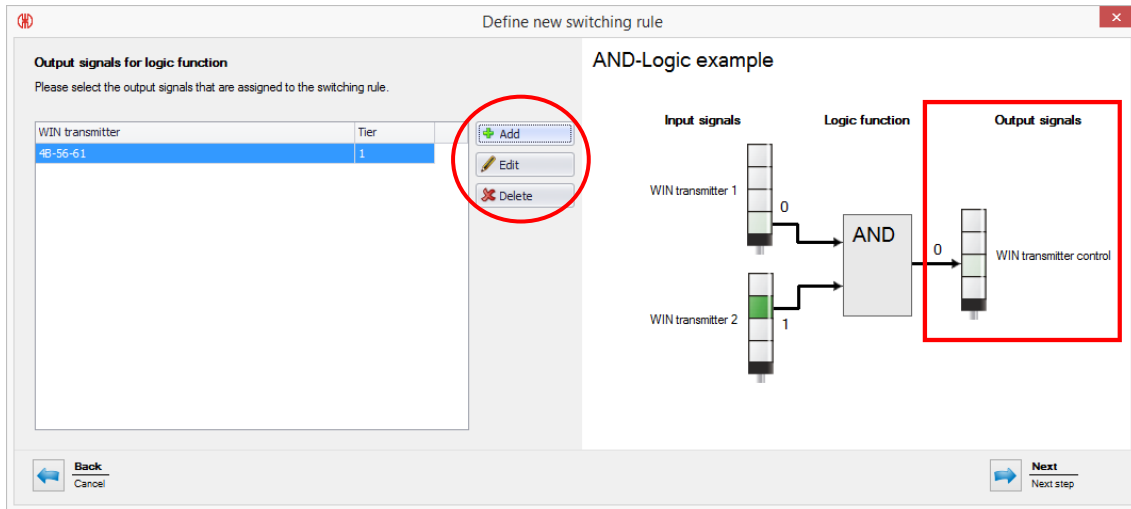 Define new switching rule
Output signals for logic function
Please select the output signals that are assigned to the switching rule.
WIN transmitter Tier
4B-56-61 1
Add
Edit
Delete
AND-Logic example
Input signals Logic function Output signals
WIN transmitter 1
0
AND
0
WIN transmitter control
WIN transmitter 2
1
Back
Cancel
Next
Next step